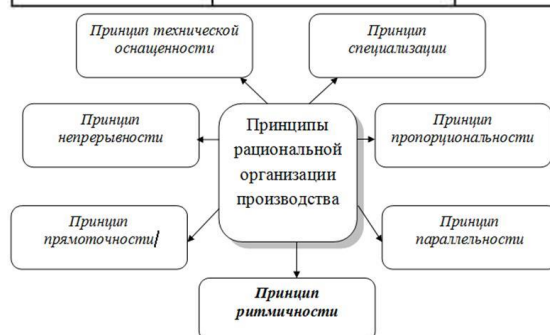 Принцип технической
оснащенности
Принцип
специализации
Принцип
непрерывности
Принципы
рациональной
организации
производства
Принцип
пропорциональности
Принцип
прямоточности
Принцип
параллельности
Принцип
ритмичности